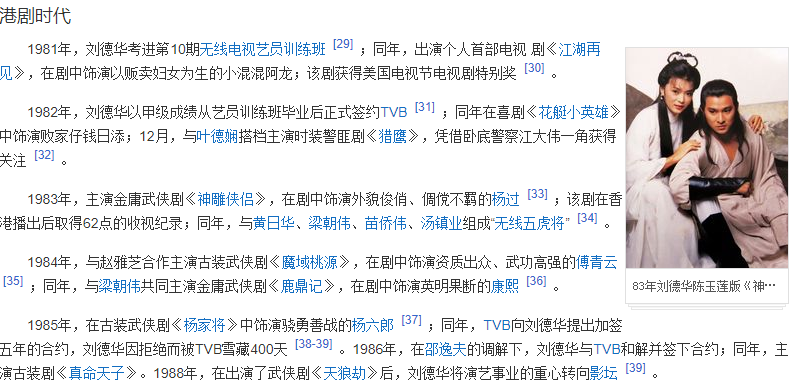 港剧时代
1981年，刘德华考进第10期无线电视艺员训练班 [29] ；同年，出演个人首部电视 剧《江湖再
见》，在剧中饰演以贩卖妇女为生的小混混阿龙；该剧获得美国电视节电视剧特别奖 [30] 。
1982年，刘德华以甲级成绩从艺员训练班毕业后正式签约TVB [31] ；同年在喜剧《花艇小英雄》
中饰演败家仔钱日添；12月，与叶德娴搭档主演时装警匪剧《猎鹰》，凭借卧底警察江大伟一角获得
关注 [32] 。
1983年，主演金庸武侠剧《神雕侠侣》，在剧中饰演外貌俊俏、倜傥不羁的杨过 [33] ；该剧在香
港播出后取得62点的收视纪录；同年，与黄日华、梁朝伟、苗侨伟、汤镇业组成“无线五虎将” [34] 。
83年刘德华陈玉莲版《神···
1984年，与赵雅芝合作主演古装武侠剧《魔域桃源》，在剧中饰演资质出众、武功高强的傅青云
[35] ；同年，与梁朝伟共同主演金庸武侠剧《鹿鼎记》，在剧中饰演英明果断的康熙 [36] 。
1985年，在古装武侠剧《杨家将》中饰演骁勇善战的杨六郎 [37] ；同年，TVB向刘德华提出加签
五年的合约，刘德华因拒绝而被TVB雪藏400天 [38-39] 。1986年，在邵逸夫的调解下，刘德华与TVB和解并签下合约；同年，主
演古装剧《真命天子》。1988年，在出演了武侠剧《天狼劫》后，刘德华将演艺事业的重心转向影坛 [39] 。